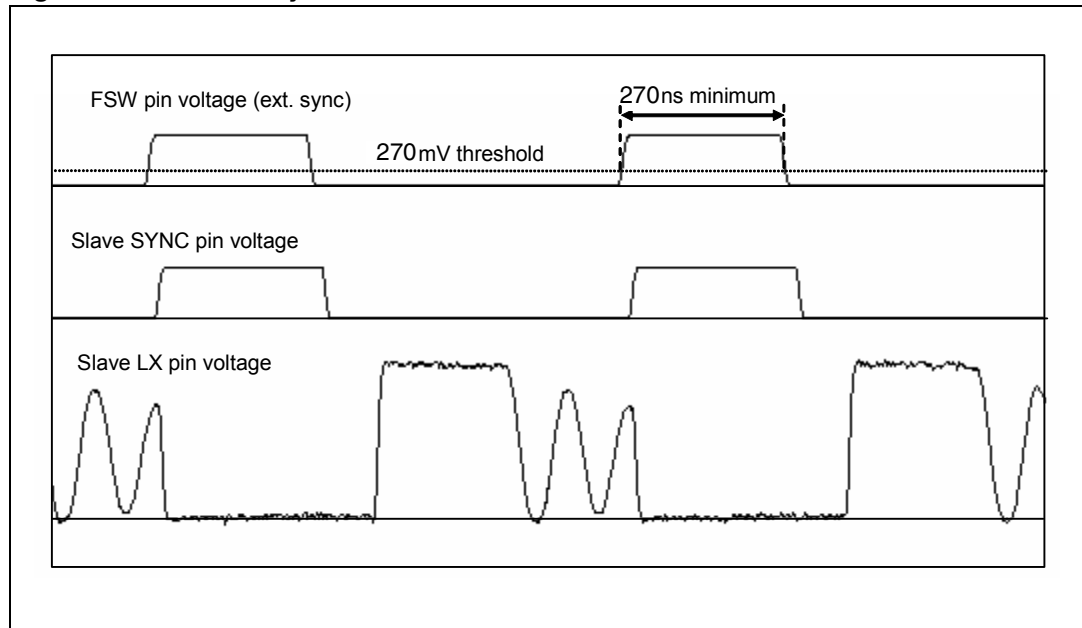 FSW pin voltage (ext. sync)
270ns minimum
270mV threshold
Slave SYNC pin voltage
Slave LX pin voltage